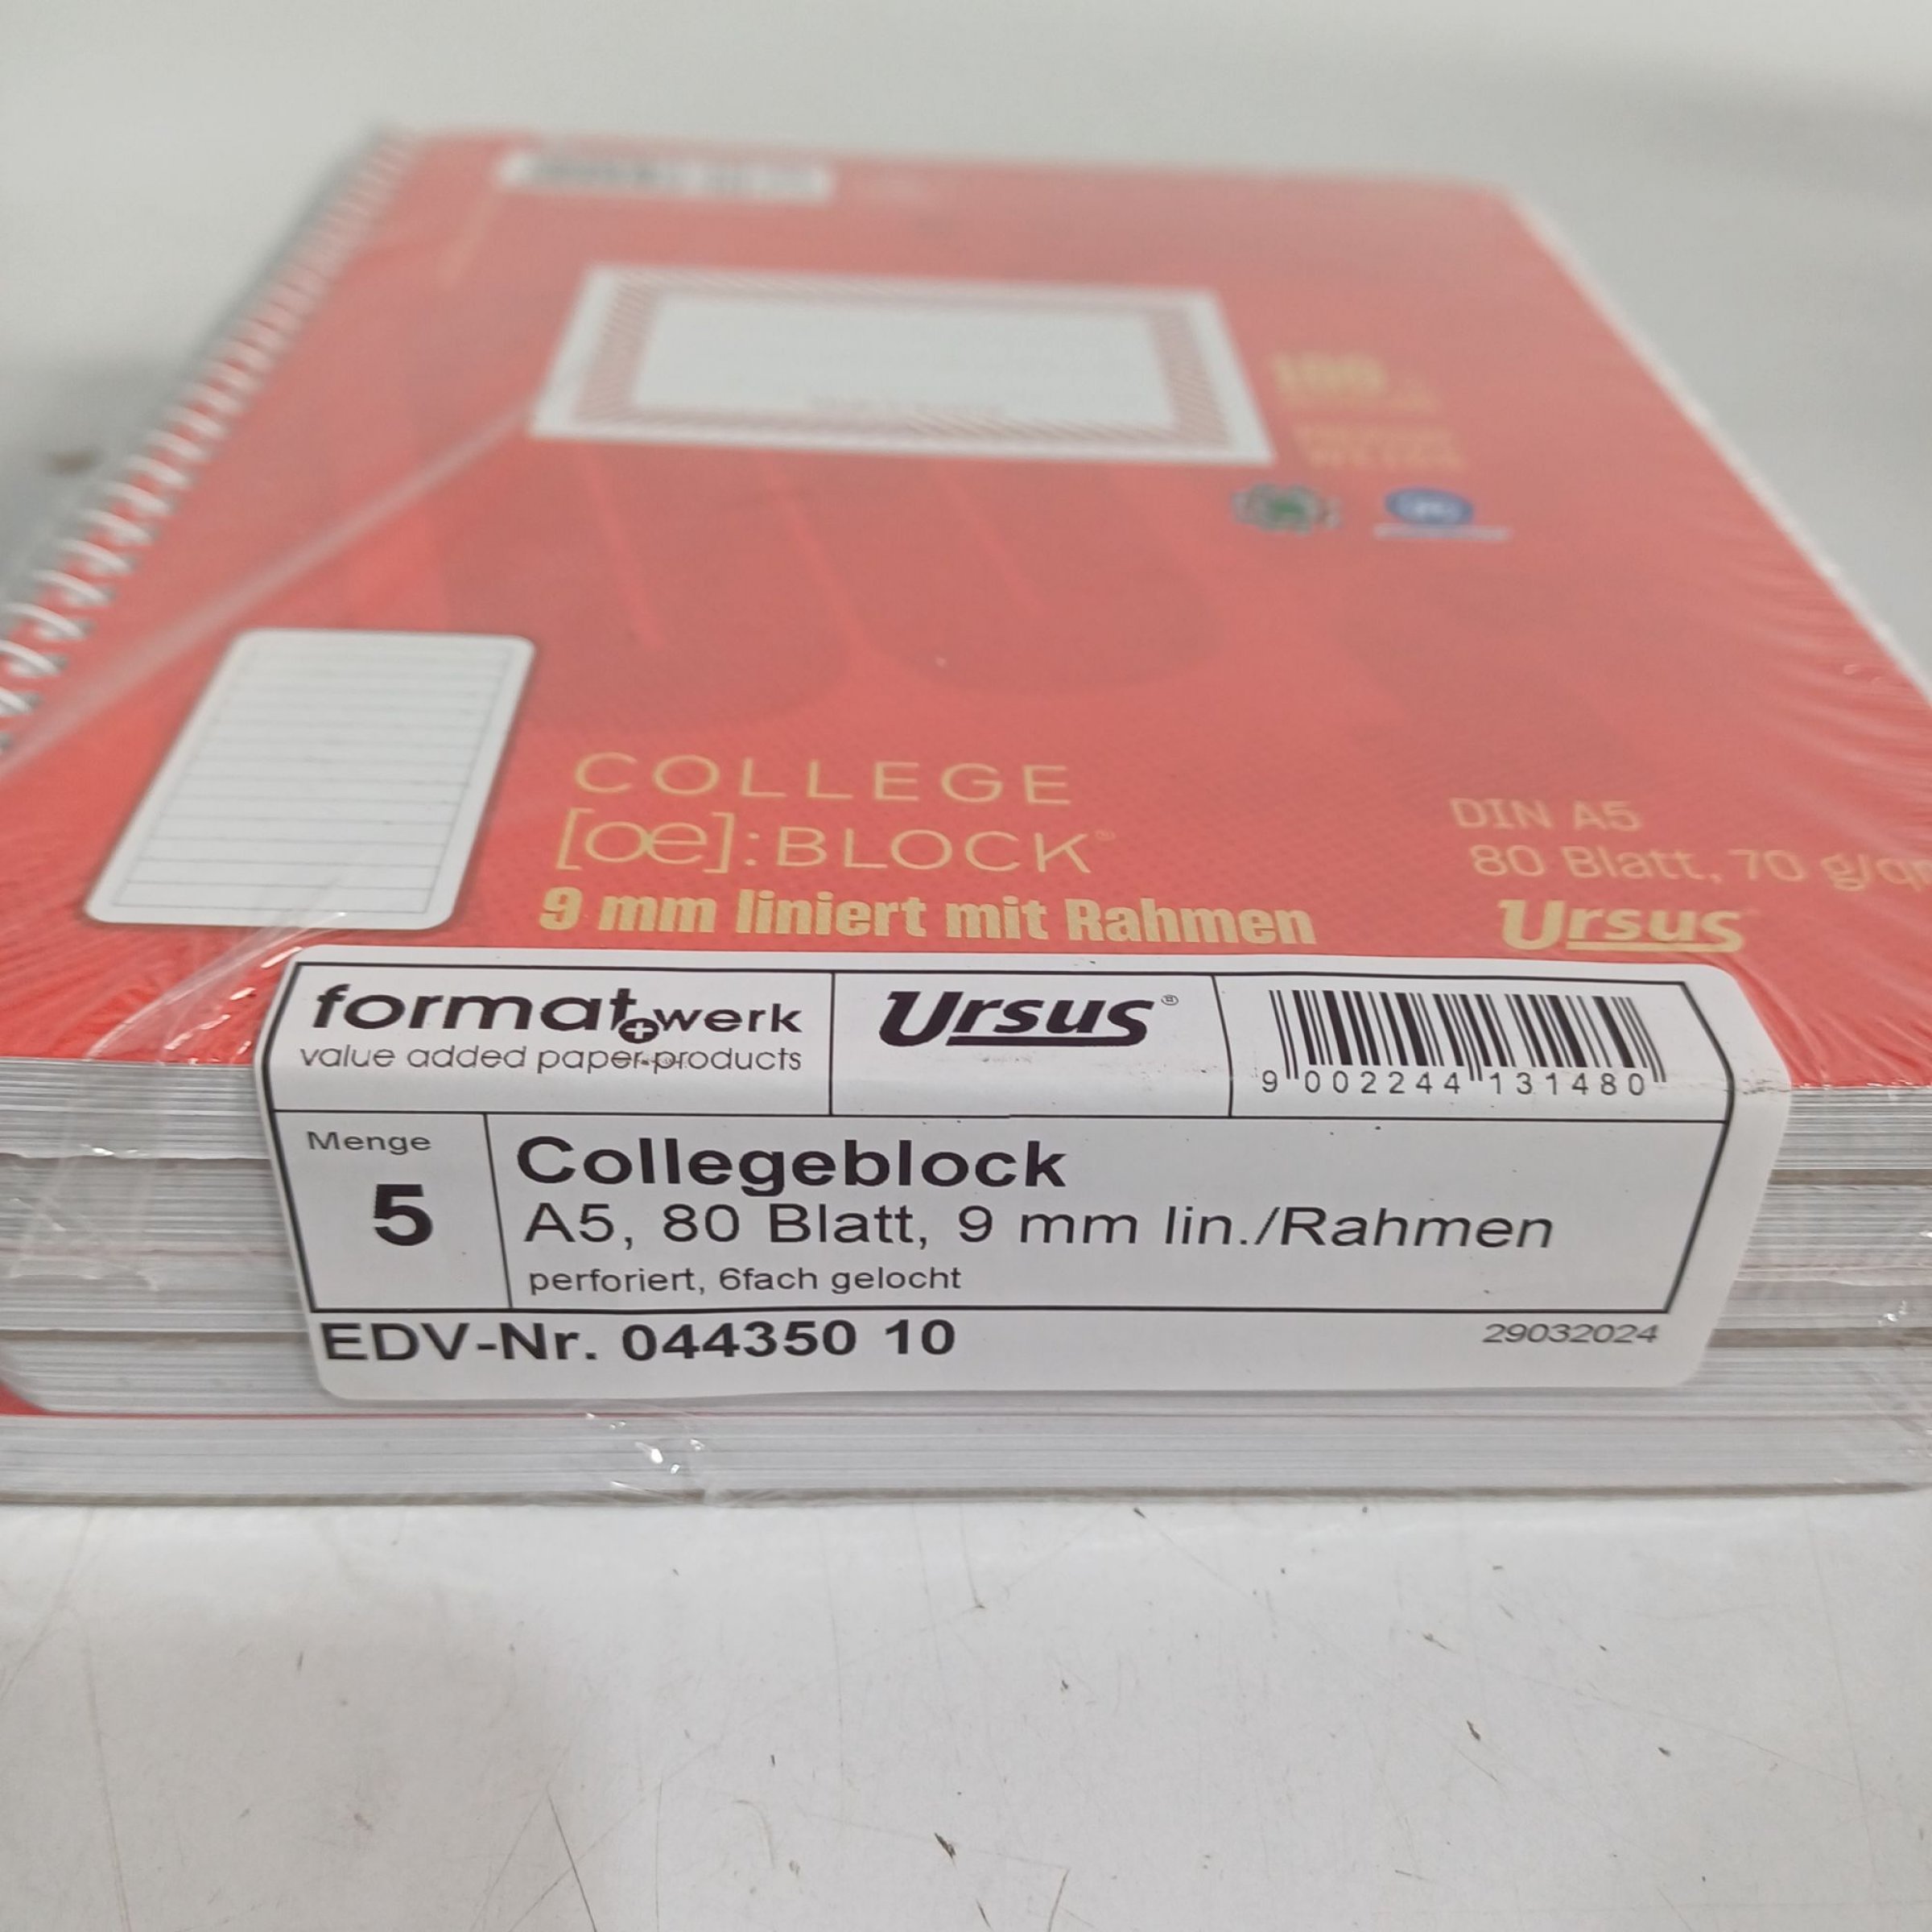 COLLEGE
[oe]:BLOCK®
9 mm liniert mit Rahmen
DIN A5
80 Blatt, 70 g/q
Ursus
format+werk
value added paper products
Ursus®
9 002244 131480
Menge
5
Collegeblock
A5, 80 Blatt, 9 mm lin./Rahmen
perforiert, 6fach gelocht
EDV-Nr. 044350 10
29032024